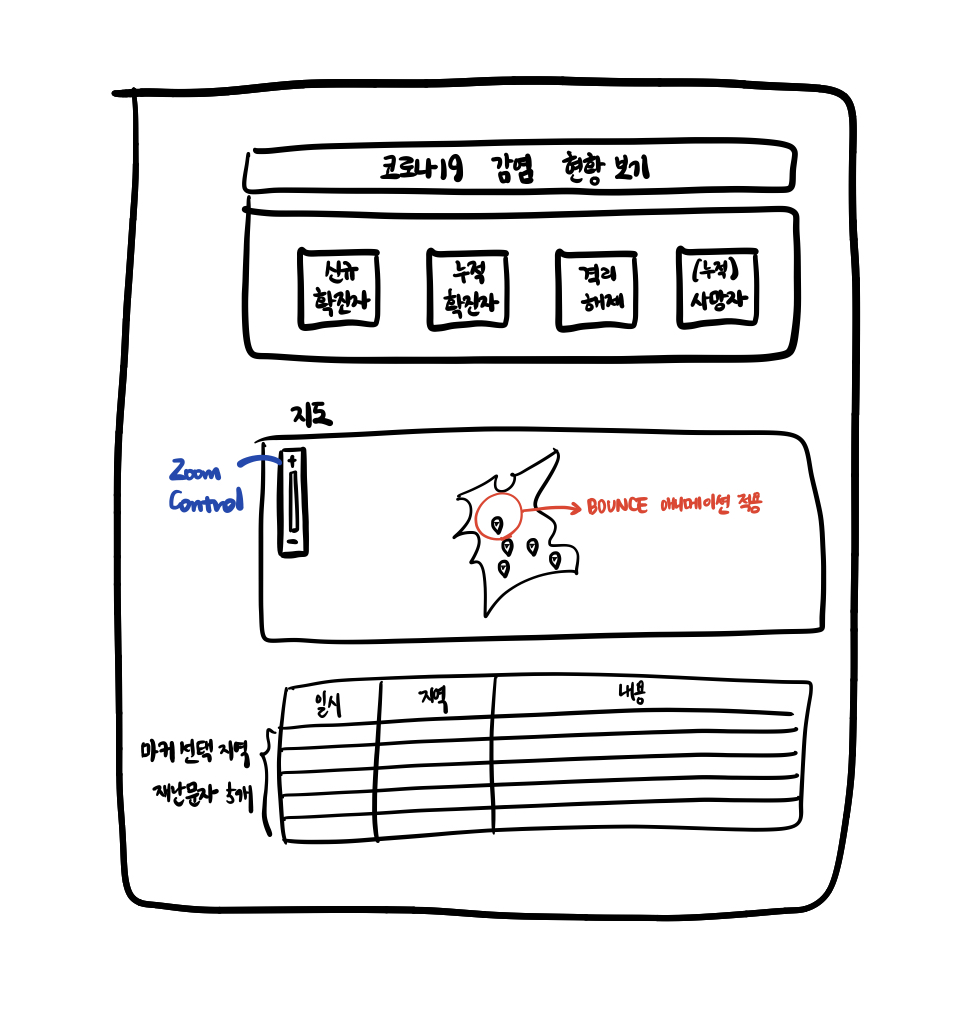 코로나19 감염 현황 보기
신규
확진자
누적
확진자
격리
해제
(누적)
사망자
지도
Zoom
Control
+
-
BOUNCE 애니메이션 적용
일시 지역 내용
마커 선택 지역
재난문자 5개